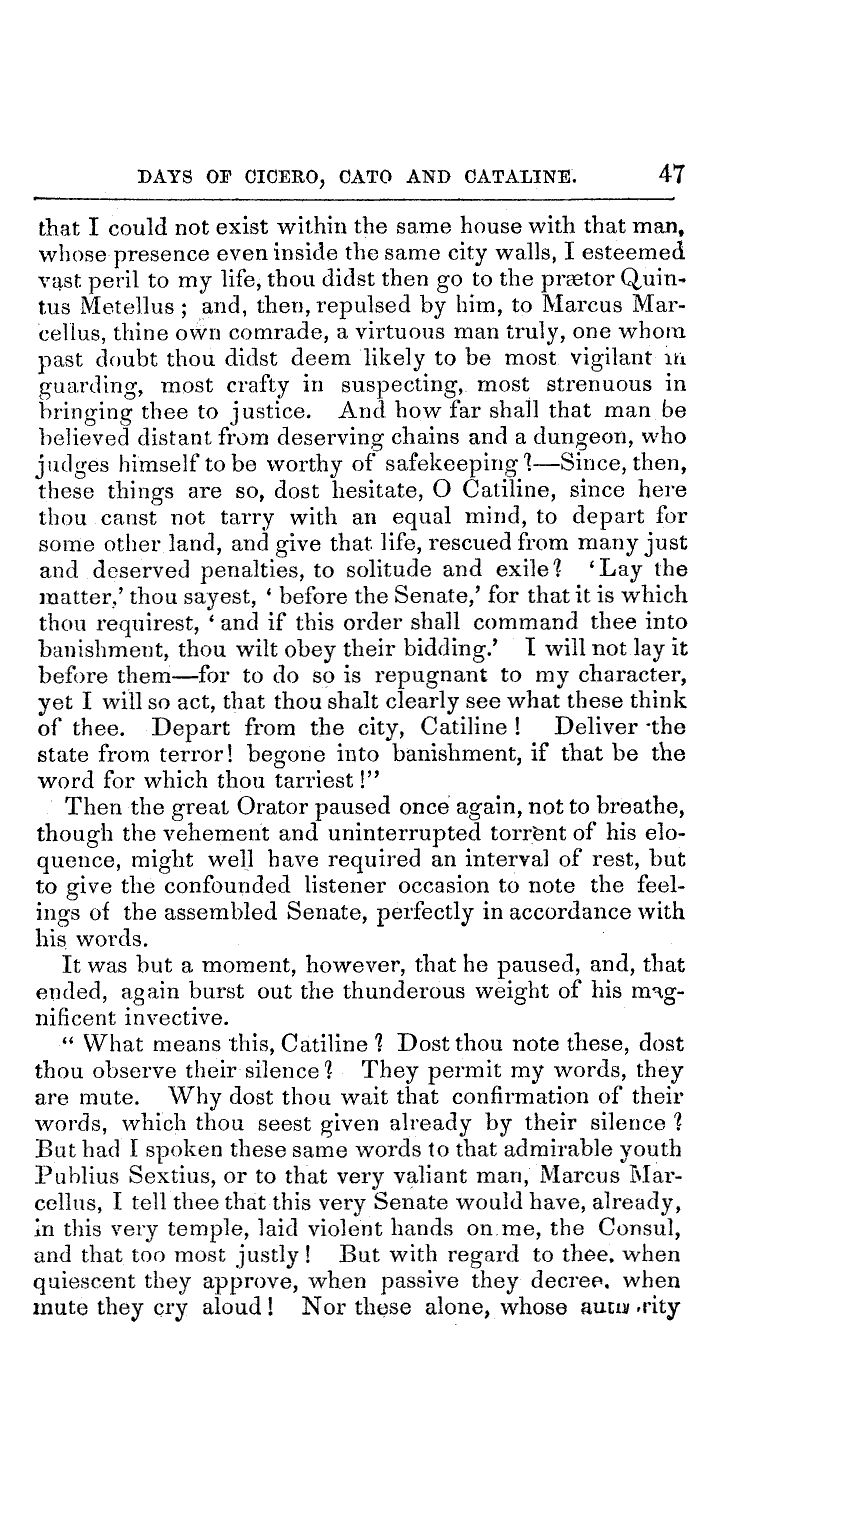 DAYS OF CICERO, CATO AND CATALINE. 47
that I could not exist within the same house with that man,
whose presence even inside the same city walls, I esteemed
vast peril to my life, thou didst then go to the prætor Quin-
tus Metellus ; and, then, repulsed by him, to Marcus Mar-
cellus, thine own comrade, a virtuous man truly, one whom
past doubt thou didst deem likely to be most vigilant in
guarding, most crafty in suspecting, most strenuous in
bringing thee to justice. And how far shall that man be
believed distant from deserving chains and a dungeon, who
judges himself to be worthy of safekeeping ?—Since, then,
these things are so, dost hesitate, O Catiline, since here
thou canst not tarry with an equal mind, to depart for
some other land, and give that life, rescued from many just
and deserved penalties, to solitude and exile? ‘Lay the
matter,’ thou sayest, ‘ before the Senate,’ for that it is which
thou requirest, ‘ and if this order shall command thee into
banishment, thou wilt obey their bidding.’ I will not lay it
before them—for to do so is repugnant to my character,
yet I will so act, that thou shalt clearly see what these think
of thee. Depart from the city, Catiline ! Deliver the
state from terror! begone into banishment, if that be the
word for which thou tarriest !”
Then the great Orator paused once again, not to breathe,
though the vehement and uninterrupted torrent of his elo-
quence, might well have required an interval of rest, but
to give the confounded listener occasion to note the feel-
ings of the assembled Senate, perfectly in accordance with
his words.
It was but a moment, however, that he paused, and, that
ended, again burst out the thunderous weight of his mag-
nificent invective.
“ What means this, Catiline ? Dost thou note these, dost
thou observe their silence ? They permit my words, they
are mute. Why dost thou wait that confirmation of their
words, which thou seest given already by their silence ?
But had I spoken these same words to that admirable youth
Publius Sextius, or to that very valiant man, Marcus Mar-
cellus, I tell thee that this very Senate would have, already,
in this very temple, laid violent hands on me, the Consul,
and that too most justly ! But with regard to thee, when
quiescent they approve, when passive they decree, when
mute they cry aloud ! Nor these alone, whose authority